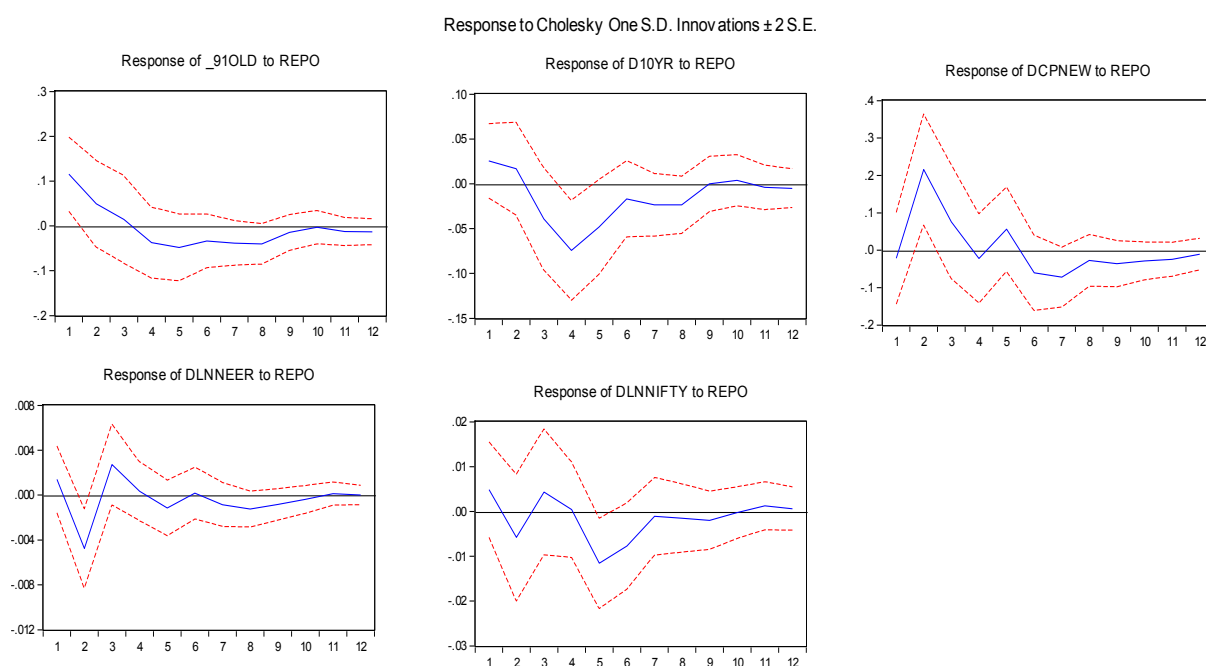 Response to Cholesky One S.D. Innovations ± 2 S.E.
Response of _91OLD to REPO
.3
.2
.1
.0
-.1
-.2
1 2 3 4 5 6 7 8 9 10 11 12
Response of D10YR to REPO
.10
.05
.00
-.05
-.10
-.15
1 2 3 4 5 6 7 8 9 10 11 12
Response of DCPNEW to REPO
.4
.3
.2
.1
.0
-.1
-.2
1 2 3 4 5 6 7 8 9 10 11 12
Response of DLNNEER to REPO
.008
.004
.000
-.004
-.008
-.012
1 2 3 4 5 6 7 8 9 10 11 12
Response of DLNNIFTY to REPO
.02
.01
.00
-.01
-.02
-.03
1 2 3 4 5 6 7 8 9 10 11 12